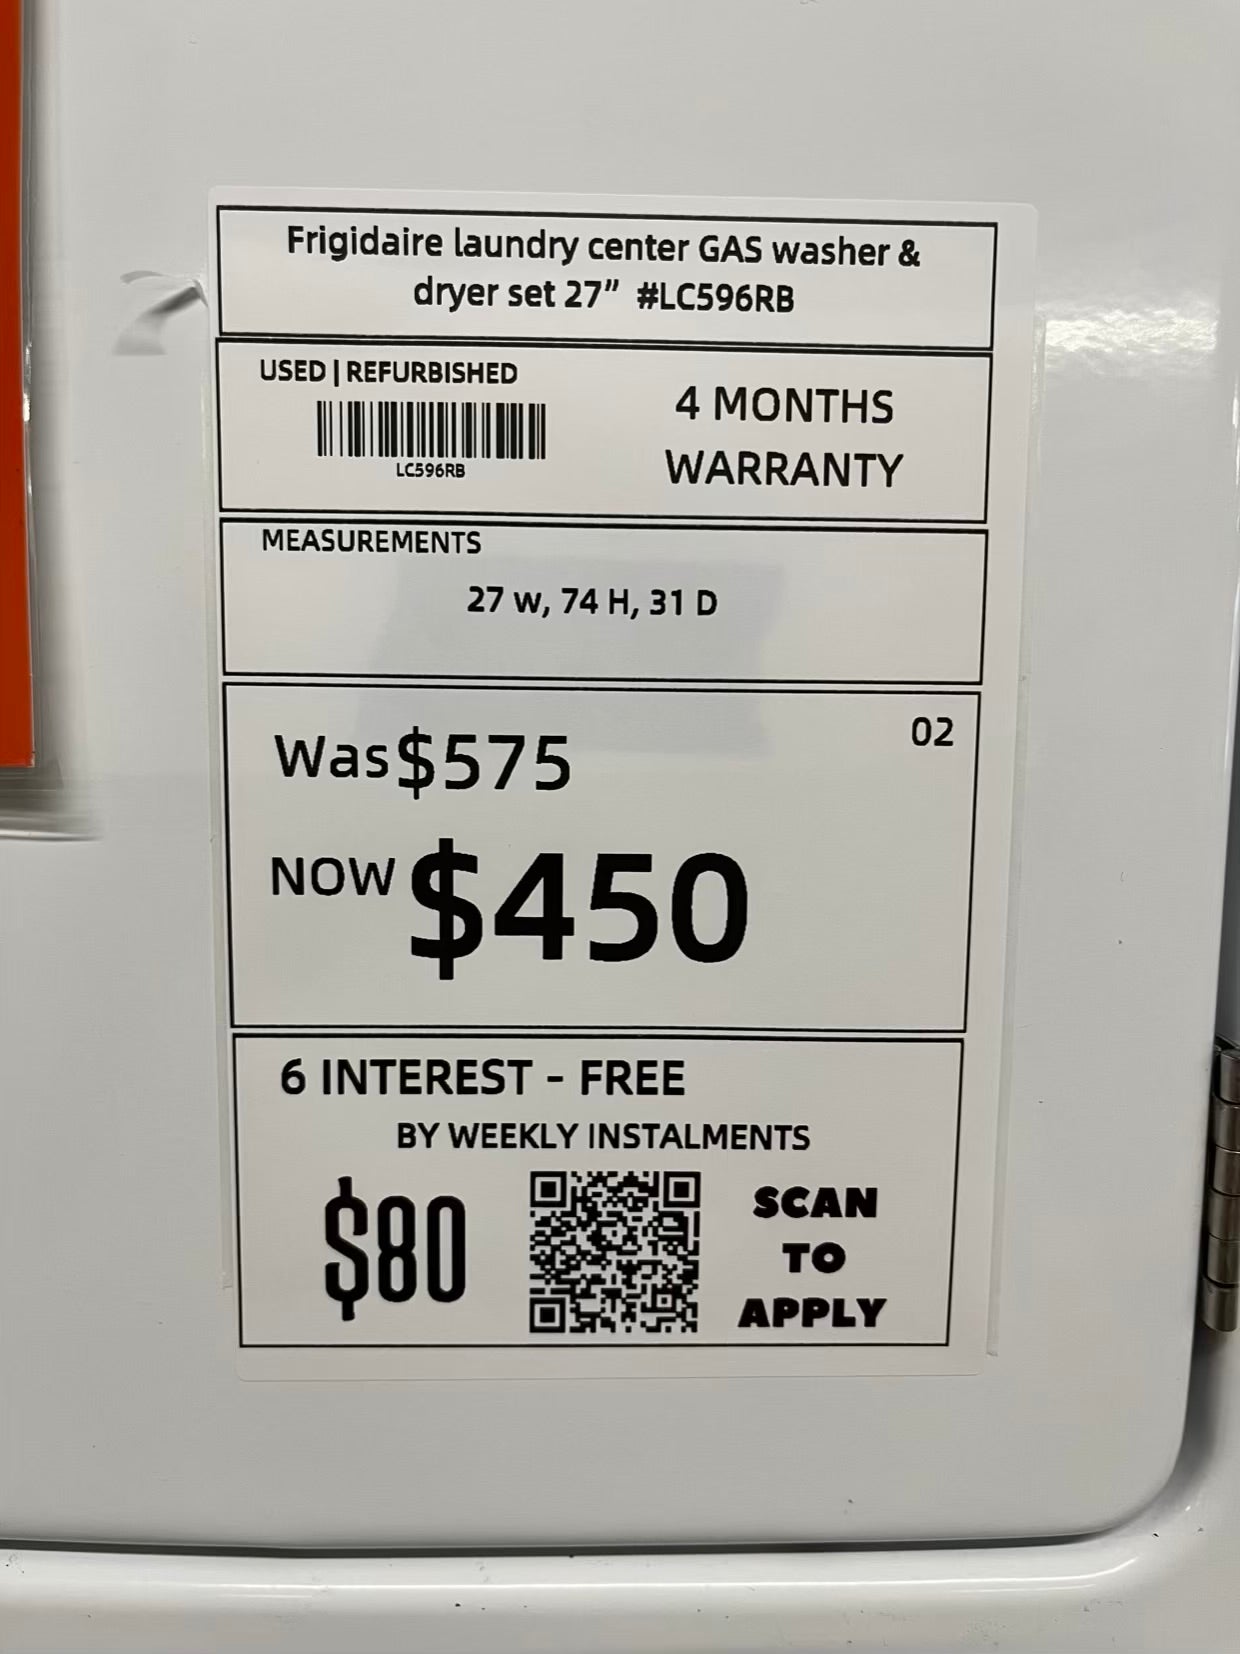 Frigidaire laundry center GAS washer &
dryer set 27” #LC596RB
USED | REFURBISHED
LC596RB
4 MONTHS
WARRANTY
MEASUREMENTS
27 w, 74 H, 31 D
02
Was $575
NOW $450
6 INTEREST - FREE
BY WEEKLY INSTALMENTS
$80
SCAN
TO
APPLY